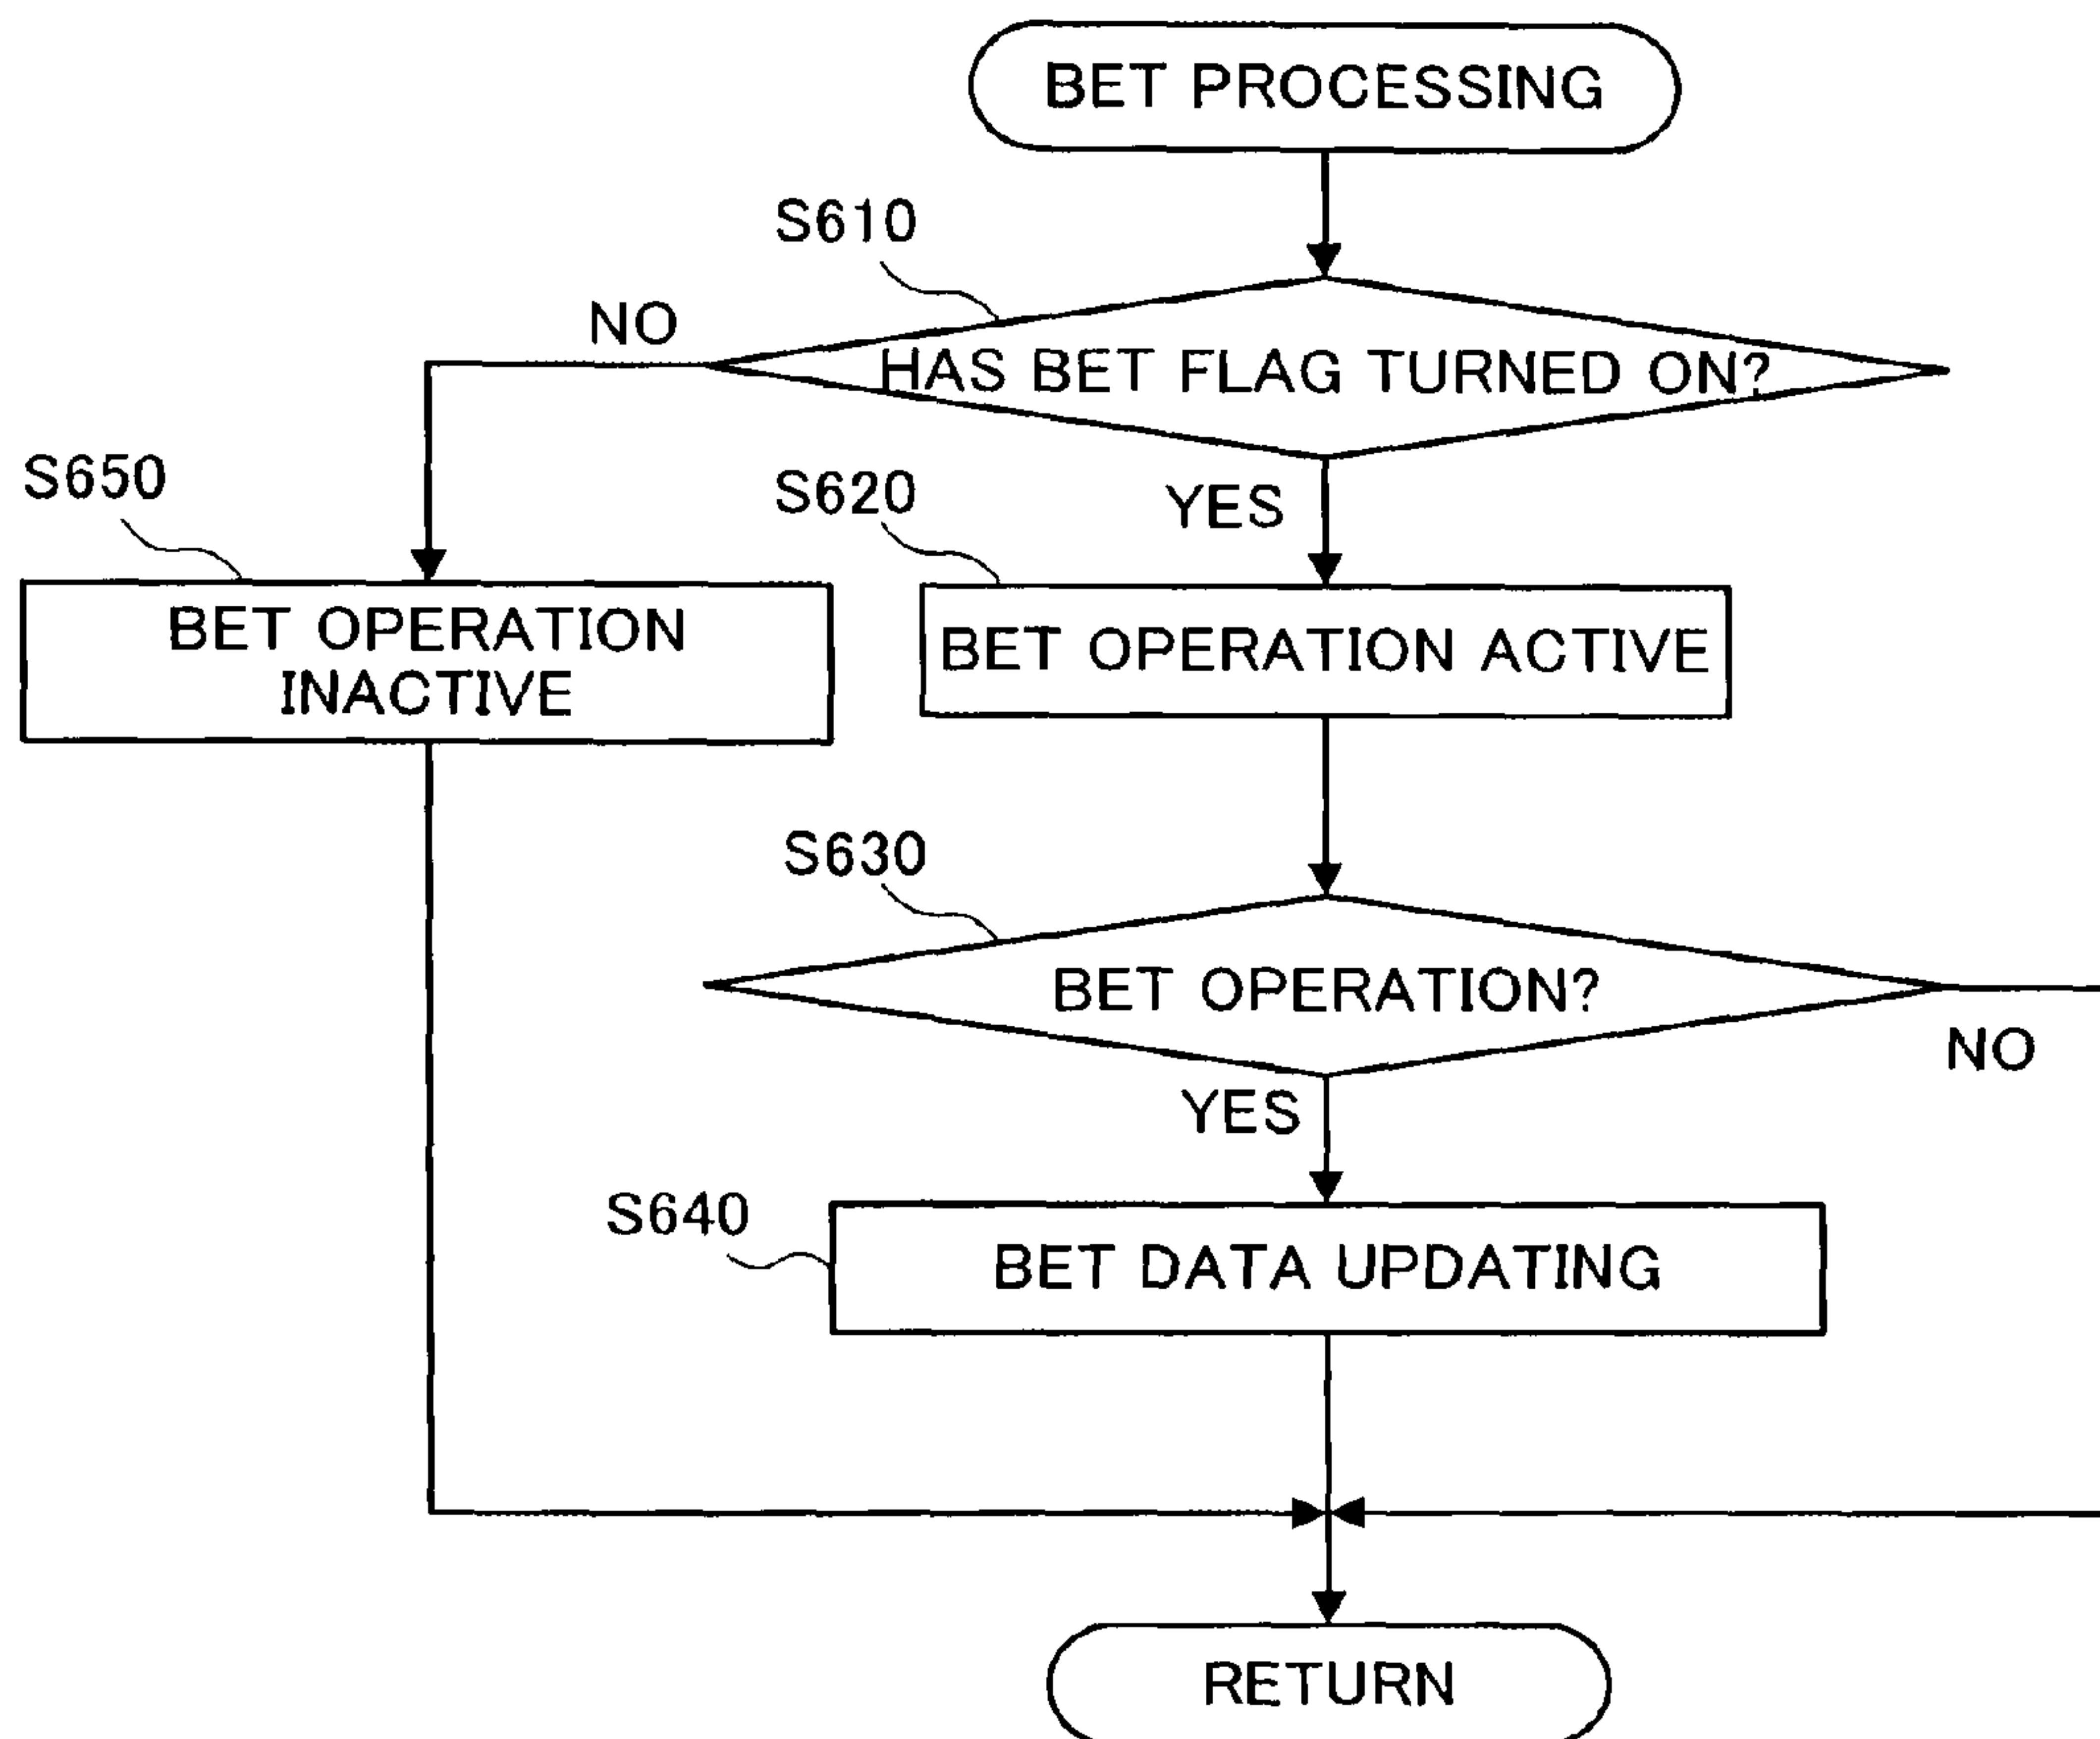 BET PROCESSING
S610
NO
HAS BET FLAG TURNED ON?
S650
S620
YES
BET OPERATION
INACTIVE
BET OPERATION ACTIVE
S630
BET OPERATION?
NO
YES
S640
BET DATA UPDATING
RETURN